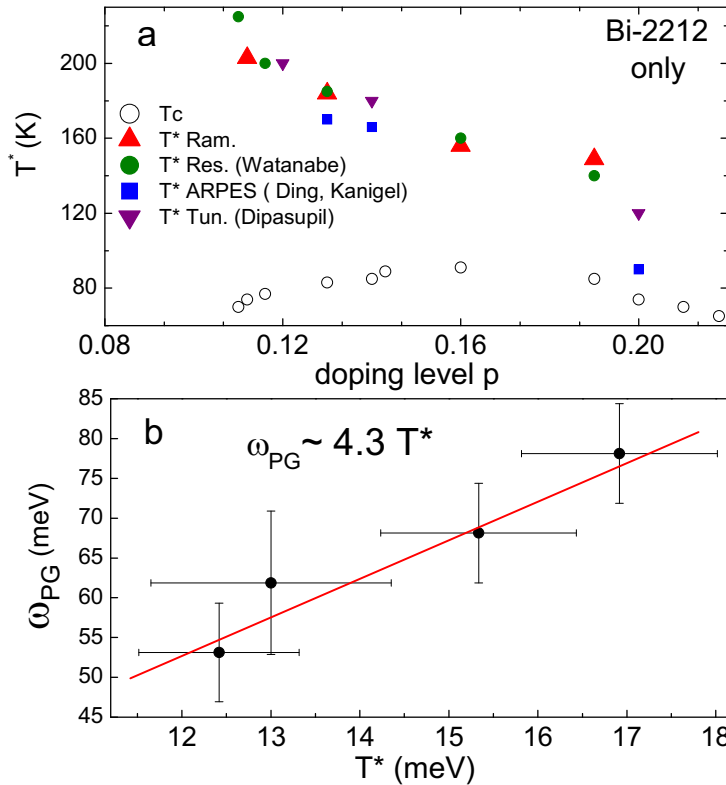 a
Bi-2212
only
T* (K)
200
160
120
80
Tc
T* Ram.
T* Res. (Watanabe)
T* ARPES ( Ding, Kanigel)
T* Tun. (Dipasupil)
0.08
0.12
0.16
0.20
doping level p
b
ω_PG ~ 4.3 T*
ω_PG (meV)
85
80
75
70
65
60
55
50
45
12
13
14
15
16
17
18
T* (meV)